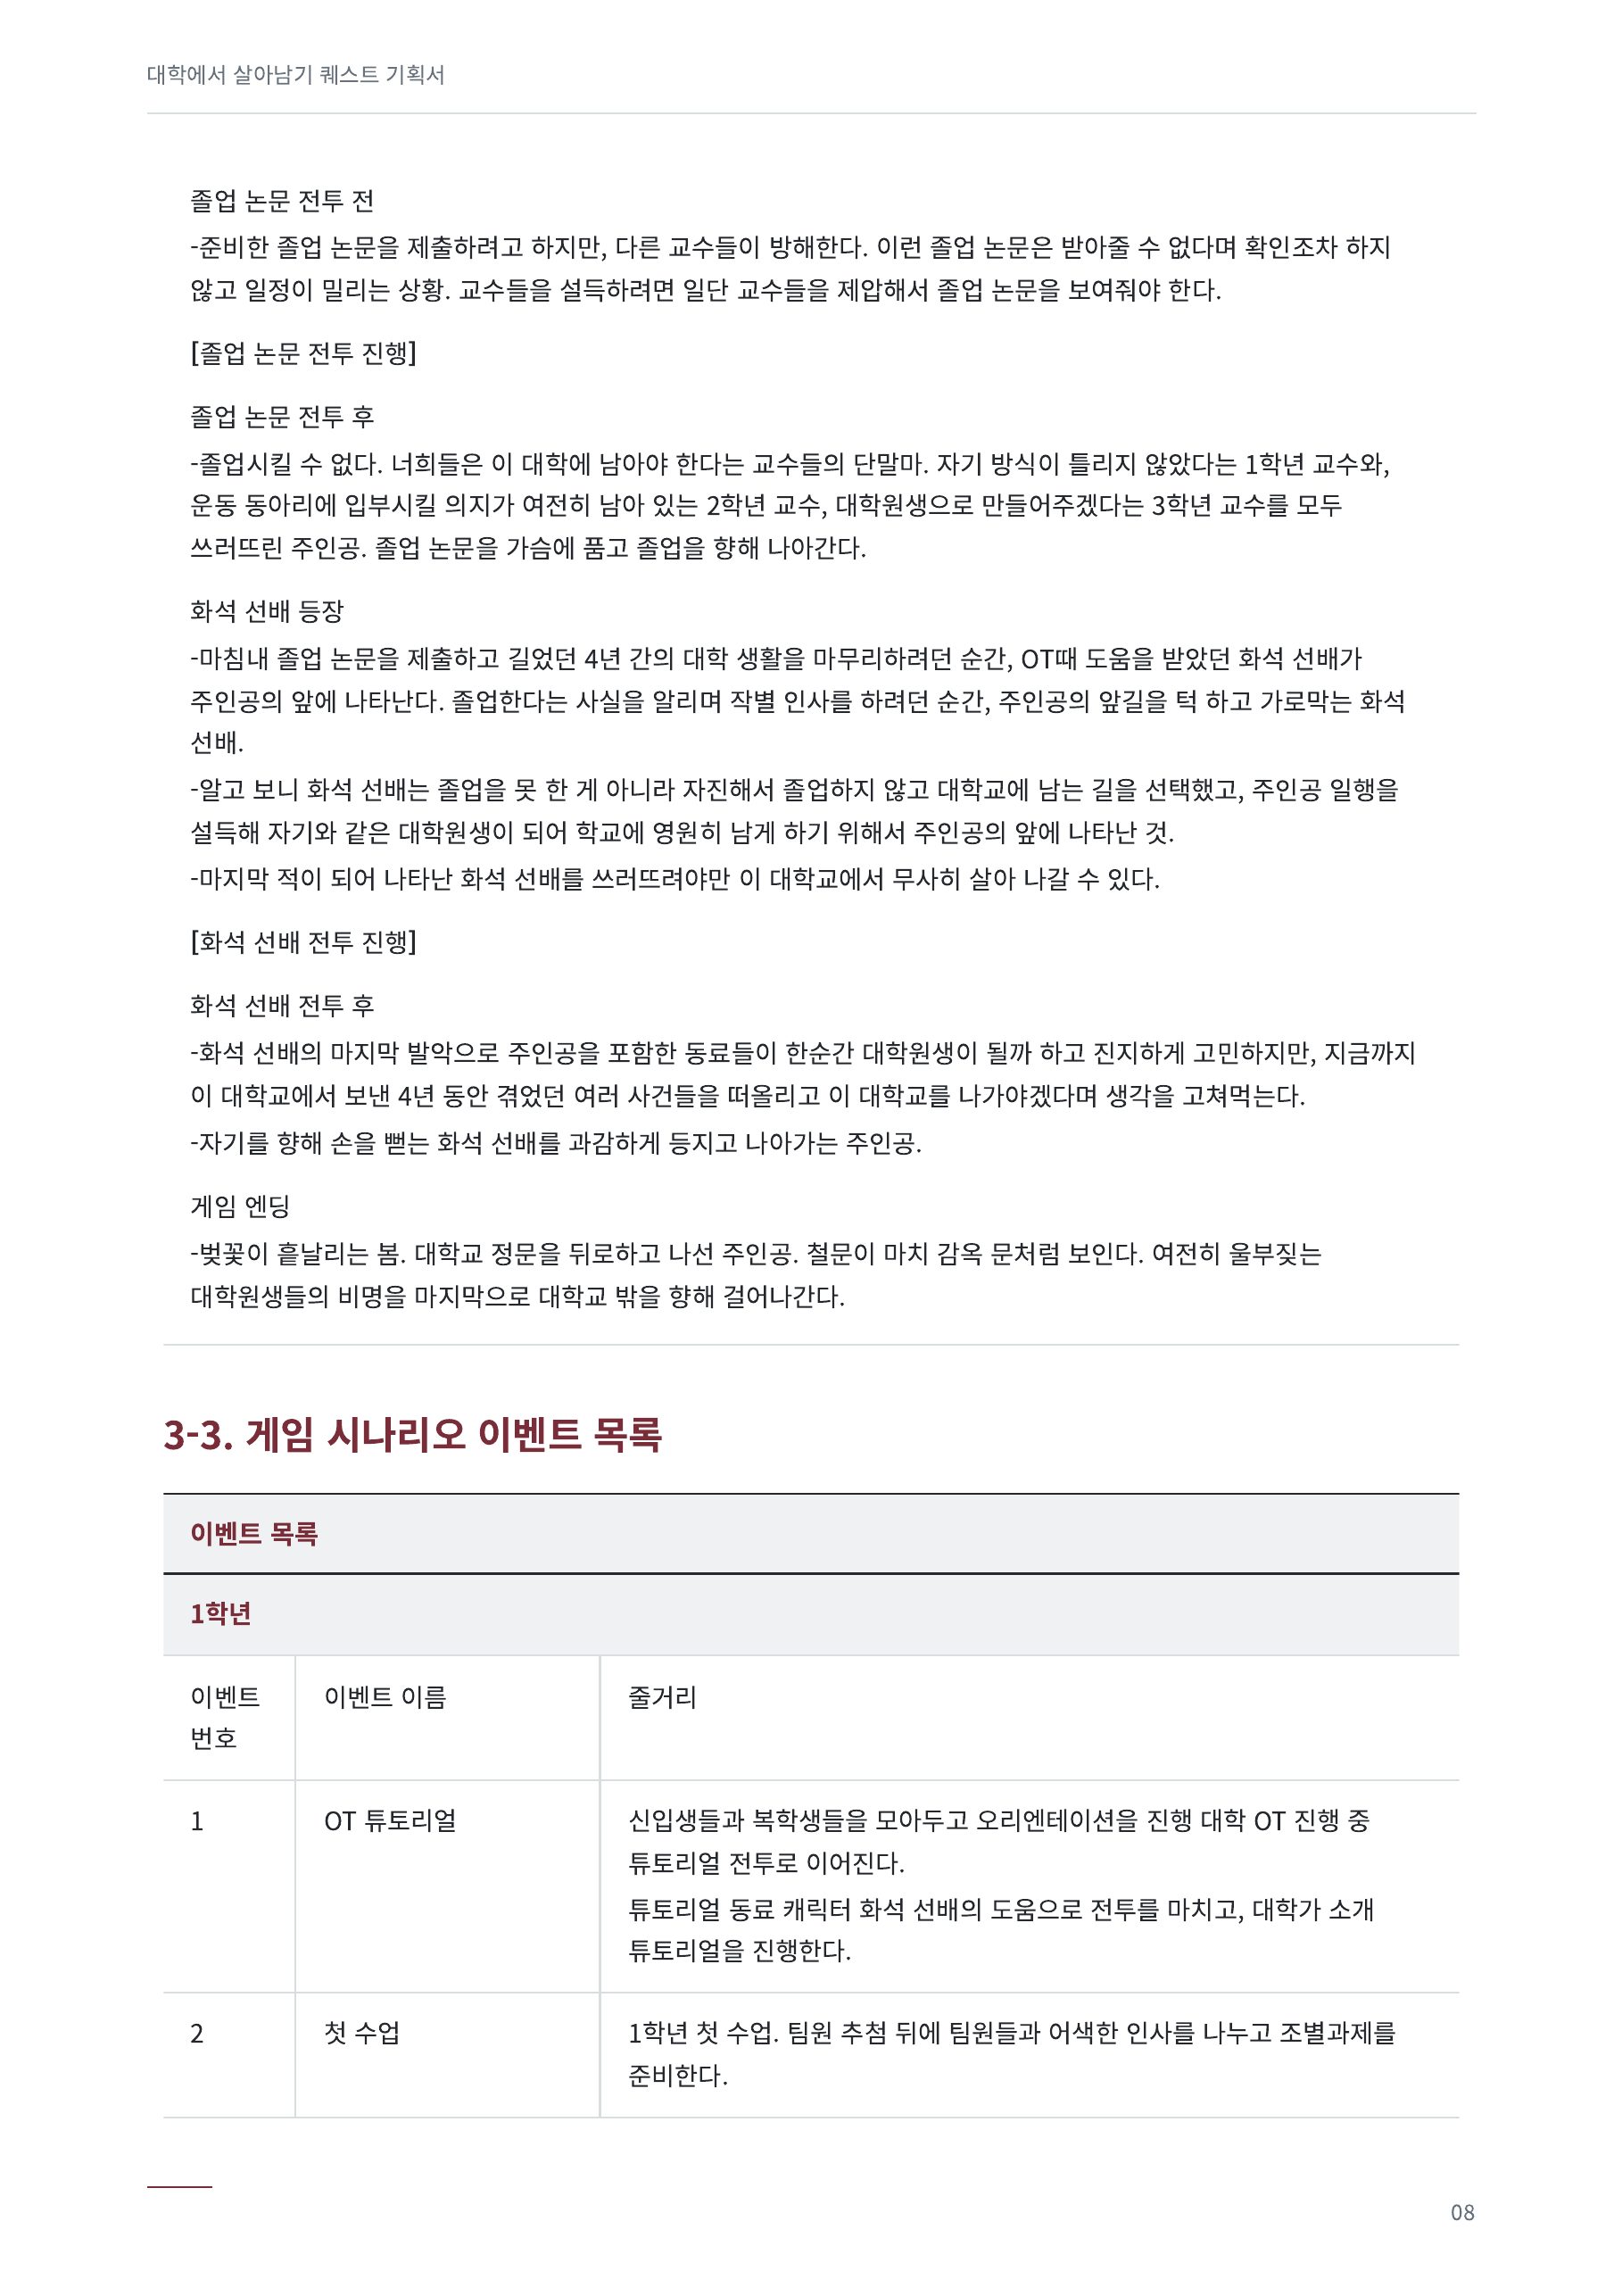 대학에서 살아남기 퀘스트 기획서
졸업 논문 전투 전
-준비한 졸업 논문을 제출하려고 하지만, 다른 교수들이 방해한다. 이런 졸업 논문은 받아줄 수 없다며 확인조차 하지
않고 일정이 밀리는 상황. 교수들을 설득하려면 일단 교수들을 제압해서 졸업 논문을 보여줘야 한다.
[졸업 논문 전투 진행]
졸업 논문 전투 후
-졸업시킬 수 없다. 너희들은 이 대학에 남아야 한다는 교수들의 단말마. 자기 방식이 틀리지 않았다는 1학년 교수와,
운동 동아리에 입부시킬 의지가 여전히 남아 있는 2학년 교수, 대학원생으로 만들어주겠다는 3학년 교수를 모두
쓰러뜨린 주인공. 졸업 논문을 가슴에 품고 졸업을 향해 나아간다.
화석 선배 등장
-마침내 졸업 논문을 제출하고 길었던 4년 간의 대학 생활을 마무리하려던 순간, OT때 도움을 받았던 화석 선배가
주인공의 앞에 나타난다. 졸업한다는 사실을 알리며 작별 인사를 하려던 순간, 주인공의 앞길을 턱 하고 가로막는 화석
선배.
-알고 보니 화석 선배는 졸업을 못 한 게 아니라 자진해서 졸업하지 않고 대학교에 남는 길을 선택했고, 주인공 일행을
설득해 자기와 같은 대학원생이 되어 학교에 영원히 남게 하기 위해서 주인공의 앞에 나타난 것.
-마지막 적이 되어 나타난 화석 선배를 쓰러뜨려야만 이 대학교에서 무사히 살아 나갈 수 있다.
[화석 선배 전투 진행]
화석 선배 전투 후
-화석 선배의 마지막 발악으로 주인공을 포함한 동료들이 한순간 대학원생이 될까 하고 진지하게 고민하지만, 지금까지
이 대학교에서 보낸 4년 동안 겪었던 여러 사건들을 떠올리고 이 대학교를 나가야겠다며 생각을 고쳐먹는다.
-자기를 향해 손을 뻗는 화석 선배를 과감하게 등지고 나아가는 주인공.
게임 엔딩
-벚꽃이 흩날리는 봄. 대학교 정문을 뒤로하고 나선 주인공. 철문이 마치 감옥 문처럼 보인다. 여전히 울부짖는
대학원생들의 비명을 마지막으로 대학교 밖을 향해 걸어나간다.
3-3. 게임 시나리오 이벤트 목록
이벤트 목록
1학년
이벤트
번호
이벤트 이름
줄거리
1
OT 튜토리얼
신입생들과 복학생들을 모아두고 오리엔테이션을 진행 대학 OT 진행 중
튜토리얼 전투로 이어진다.
튜토리얼 동료 캐릭터 화석 선배의 도움으로 전투를 마치고, 대학가 소개
튜토리얼을 진행한다.
2
첫 수업
1학년 첫 수업. 팀원 추첨 뒤에 팀원들과 어색한 인사를 나누고 조별과제를
준비한다.
08